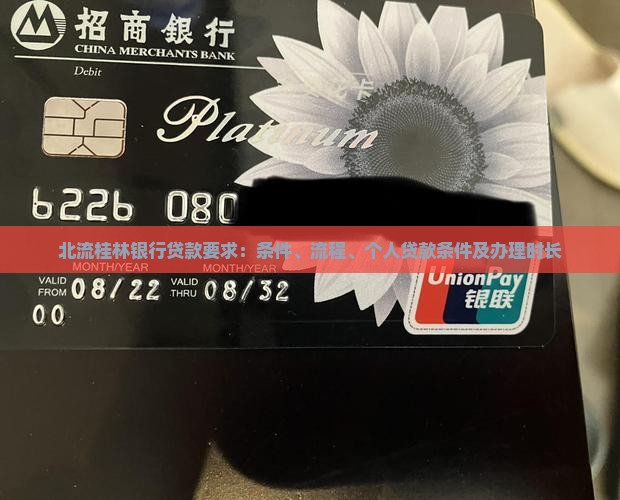 招商銀行
CHINA MERCHANTS BANK
Debit
Platinum
6226 080
北流桂林银行贷款要求：条件、流程、个人贷款条件及办理时长
MONTH/YEAR MONTH/YEAR
VALID FROM 08/22 VALID THRU 08/32
00
UnionPay
银联